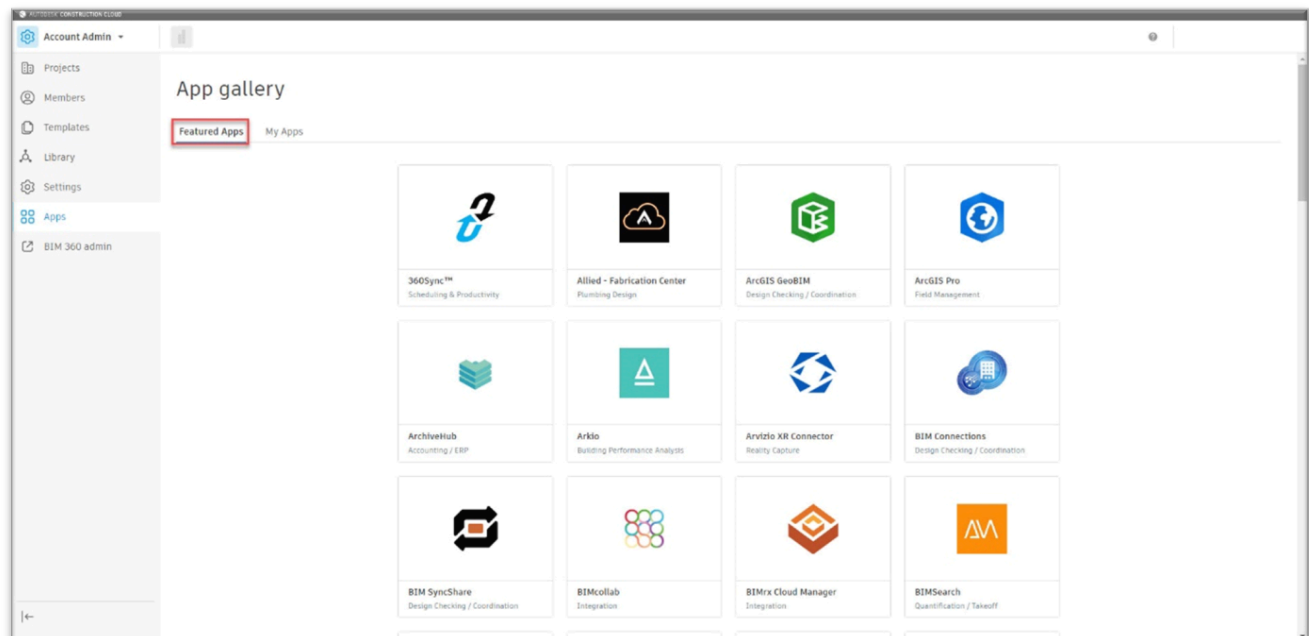 AUTODESK CONSTRUCTION CLOUD
Account Admin
Projects
Members
Templates
Library
Settings
Apps
BIM 360 admin
App gallery
Featured Apps My Apps
360Sync™ Allied - Fabrication Center ArcGIS GeoBIM ArcGIS Pro
Scheduling & Productivity Plumbing Design Design Checking / Coordination Field Management
ArchiveHub Arkio Arvizio XR Connector BIM Connections
Accounting / ERP Building Performance Analysis Reality Capture Design Checking / Coordination
BIM SyncShare BIMcollab BIMrx Cloud Manager BIMSearch
Design Checking / Coordination Integration Integration Quantification / Takeoff